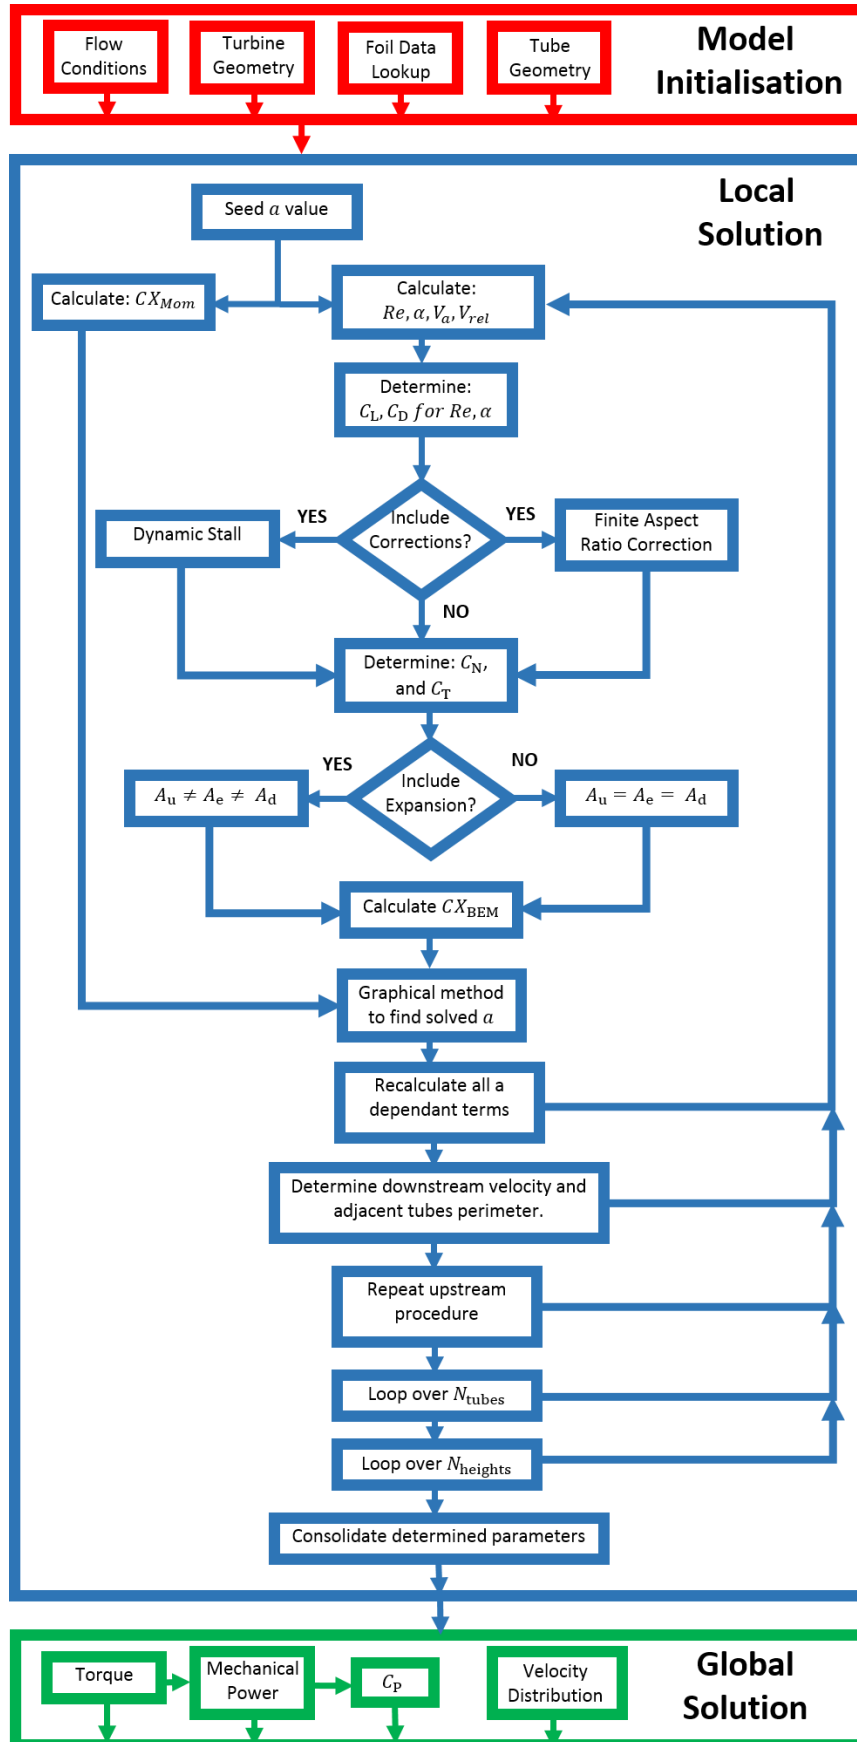 Flow
Conditions
Turbine
Geometry
Foil Data
Lookup
Tube
Geometry
Model
Initialisation
Local
Solution
Seed a value
Calculate: CX_Mom
Calculate:
Re, α, V_a, V_rel
Determine:
C_L, C_D for Re, α
YES
Include
Corrections?
YES
Dynamic Stall
Finite Aspect
Ratio Correction
NO
Determine: C_N,
and C_T
YES
Include
Expansion?
NO
A_u ≠ A_e ≠ A_d
A_u = A_e = A_d
Calculate CX_BEM
Graphical method
to find solved a
Recalculate all a
dependant terms
Determine downstream velocity and
adjacent tubes perimeter.
Repeat upstream
procedure
Loop over N_tubes
Loop over N_heights
Consolidate determined parameters
Torque
Mechanical
Power
C_P
Velocity
Distribution
Global
Solution